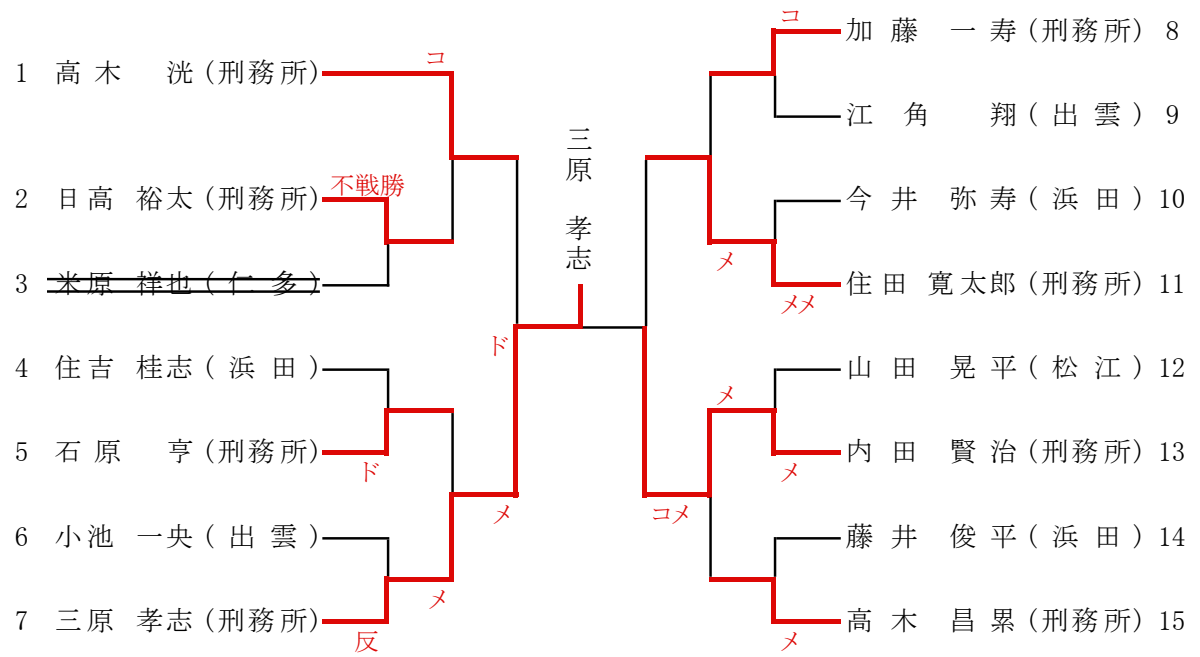 コ
加藤 一寿(刑務所) 8
コ
1 高木 洸(刑務所)
江角 翔(出雲) 9
三原 孝志
不戦勝
2 日高 裕太(刑務所)
今井 弥寿(浜田) 10
メ
3 米原 祥也(仁多)
住田 寛太郎(刑務所) 11
メメ
ド
4 住吉 桂志(浜田)
山田 晃平(松江) 12
メ
5 石原 亨(刑務所)
内田 賢治(刑務所) 13
ド
メ
メ
コメ
6 小池 一央(出雲)
藤井 俊平(浜田) 14
メ
7 三原 孝志(刑務所)
高木 昌累(刑務所) 15
反
メ